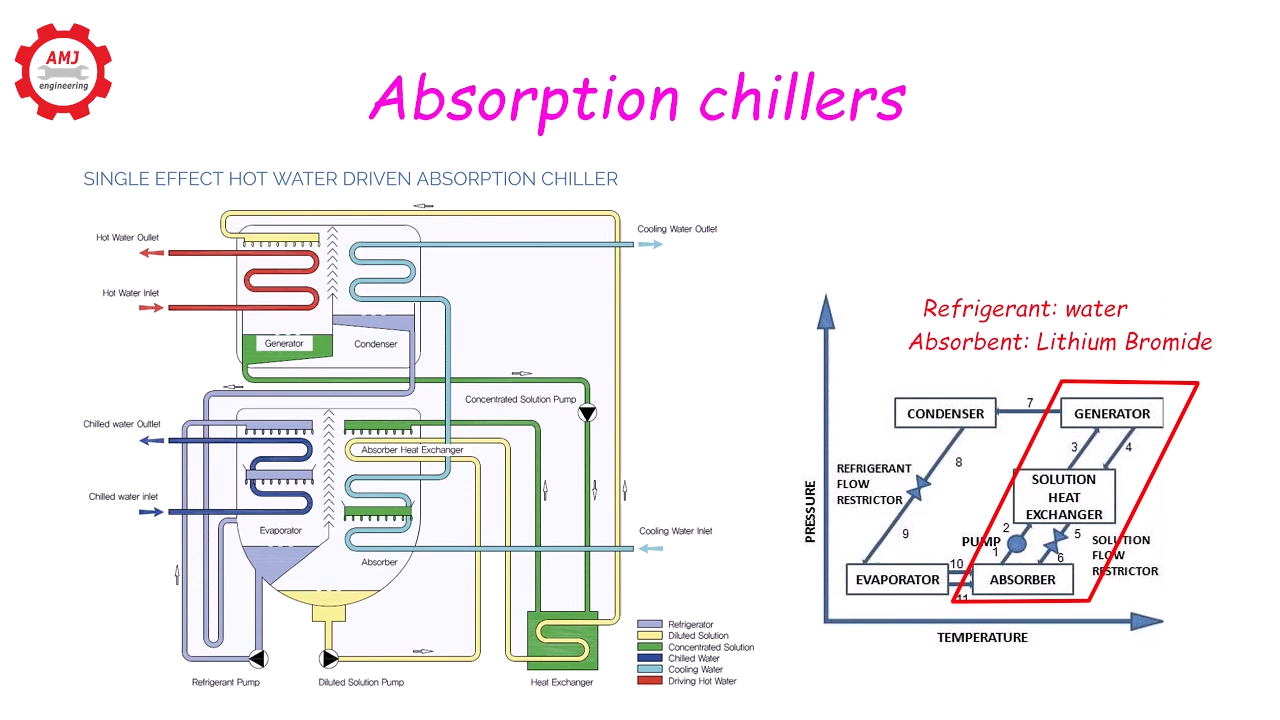 AMJ
engineering
Absorption chillers
SINGLE EFFECT HOT WATER DRIVEN ABSORPTION CHILLER
Hot Water Outlet
Hot Water Inlet
Cooling Water Outlet
Generator
Condenser
Concentrated Solution Pump
Chilled water Outlet
Absorber Heat Exchanger
Chilled water inlet
Evaporator
Cooling Water Inlet
Absorber
Refrigerator
Diluted Solution
Concentrated Solution
Chilled Water
Cooling Water
Driving Hot Water
Refrigerant Pump
Diluted Solution Pump
Heat Exchanger
Refrigerant: water
Absorbent: Lithium Bromide
7
CONDENSER
GENERATOR
3
4
8
REFRIGERANT
FLOW
RESTRICTOR
SOLUTION
HEAT
EXCHANGER
PRESSURE
9
2
PUMP
1
5
6
SOLUTION
FLOW
RESTRICTOR
10
EVAPORATOR
ABSORBER
11
TEMPERATURE